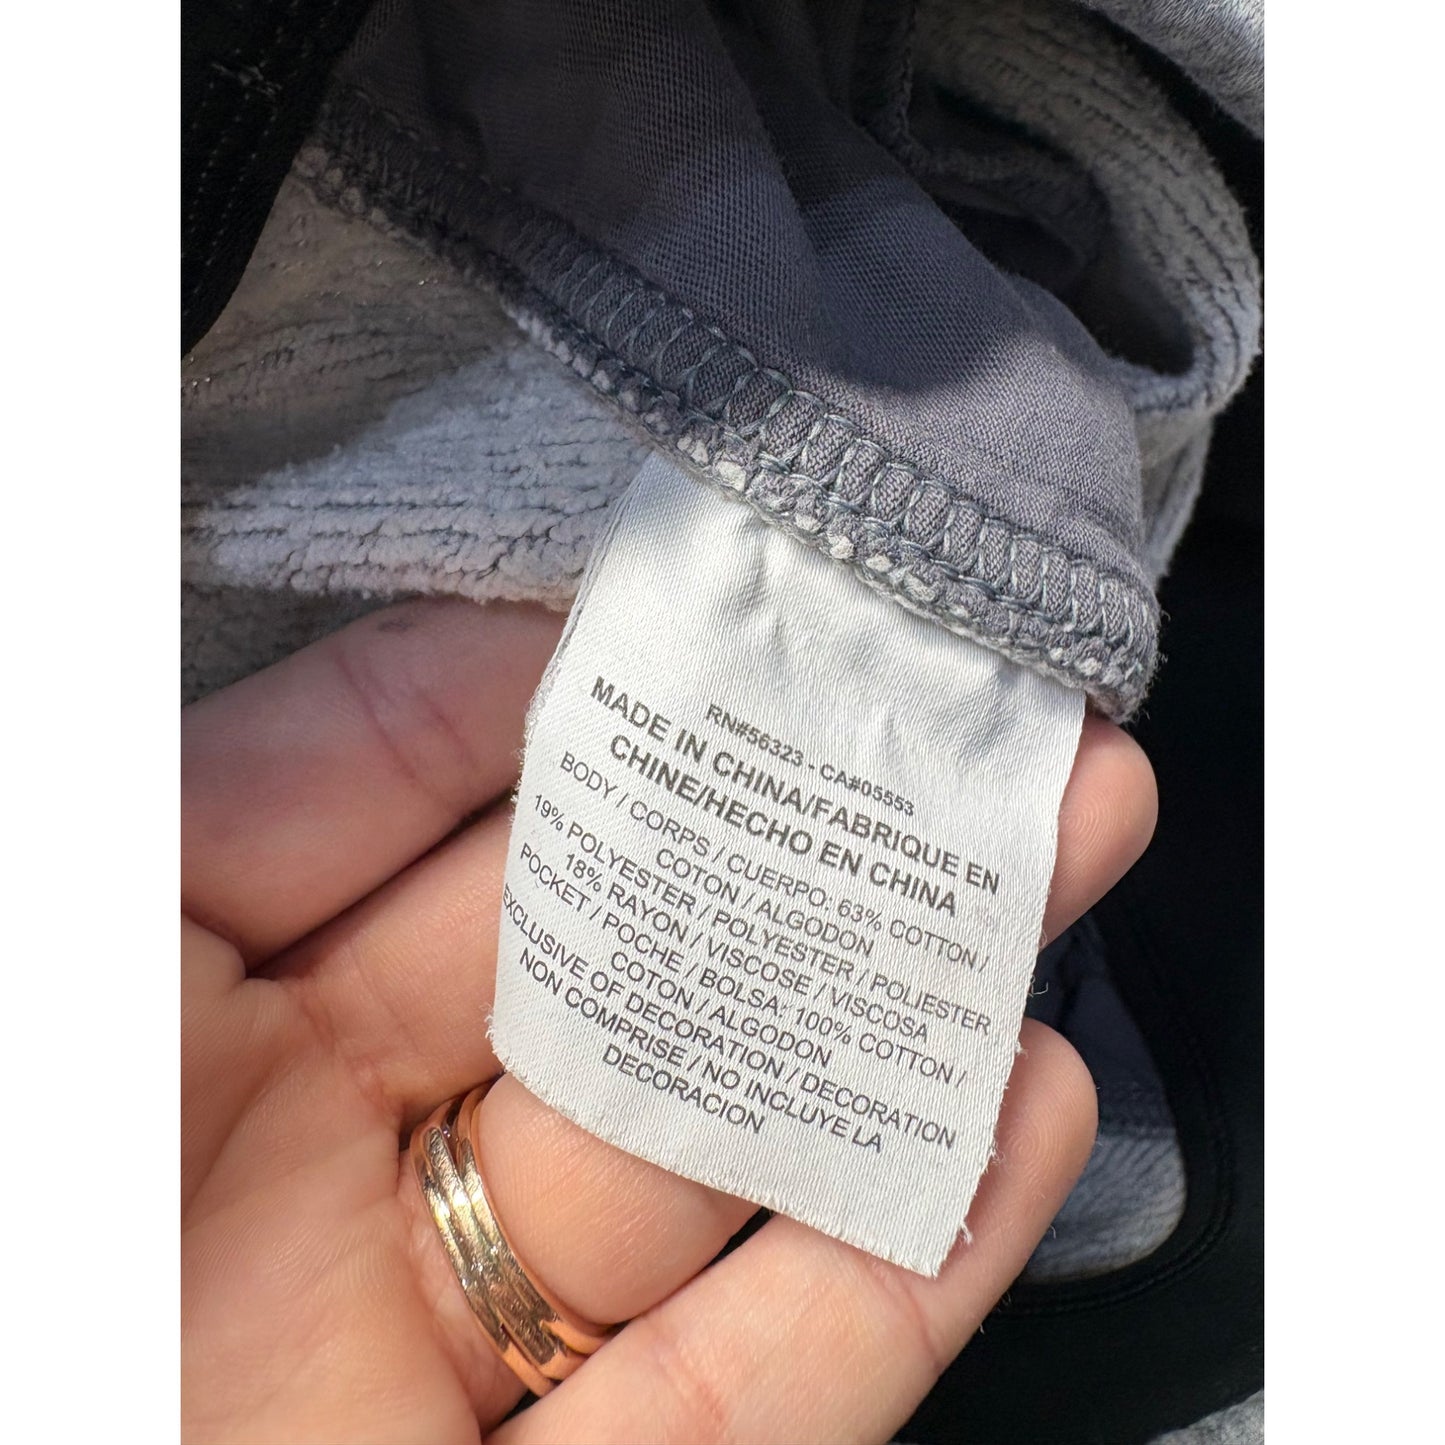 RN#56323 - CA#05553
MADE IN CHINA/FABRIQUE EN
CHINE/HECHO EN CHINA
BODY / CORPS / CUERPO: 63% COTTON /
COTON / ALGODON
19% POLYESTER / POLYESTER / POLIESTER
18% RAYON / VISCOSE / VISCOSA
POCKET / POCHE / BOLSA: 100% COTTON /
COTON / ALGODON
EXCLUSIVE OF DECORATION / DECORATION
NON COMPRISE / NO INCLUYE LA
DECORACION